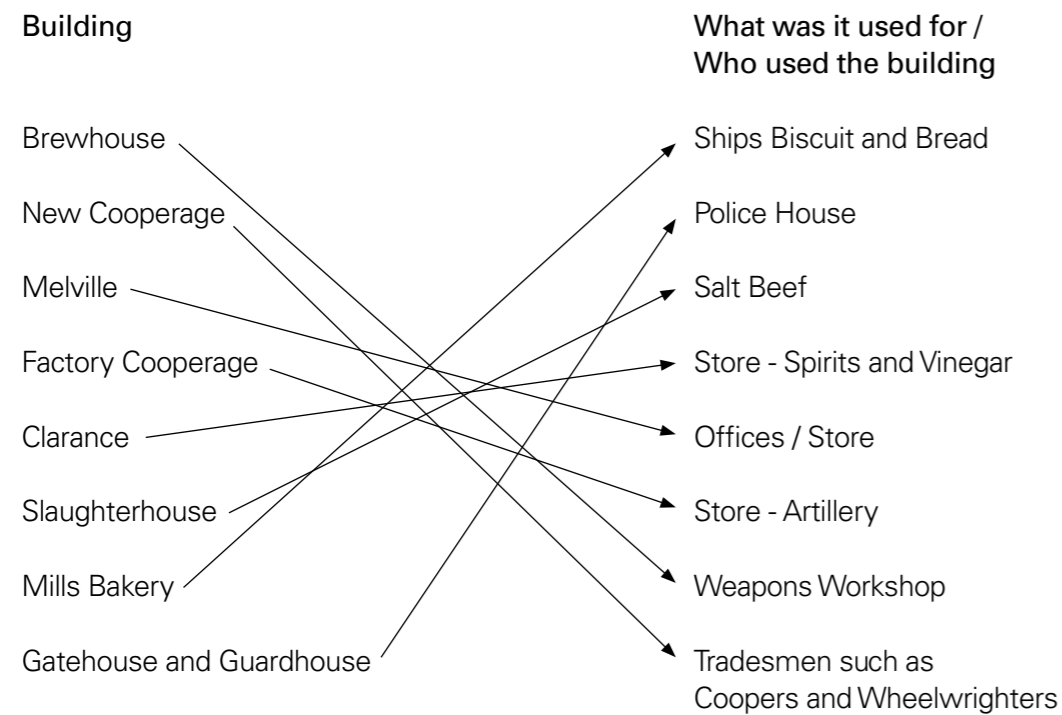 Building
What was it used for /
Who used the building
Brewhouse
Ships Biscuit and Bread
New Cooperage
Police House
Melville
Salt Beef
Factory Cooperage
Store - Spirits and Vinegar
Clarance
Offices / Store
Slaughterhouse
Store - Artillery
Mills Bakery
Weapons Workshop
Gatehouse and Guardhouse
Tradesmen such as
Coopers and Wheelwrighters